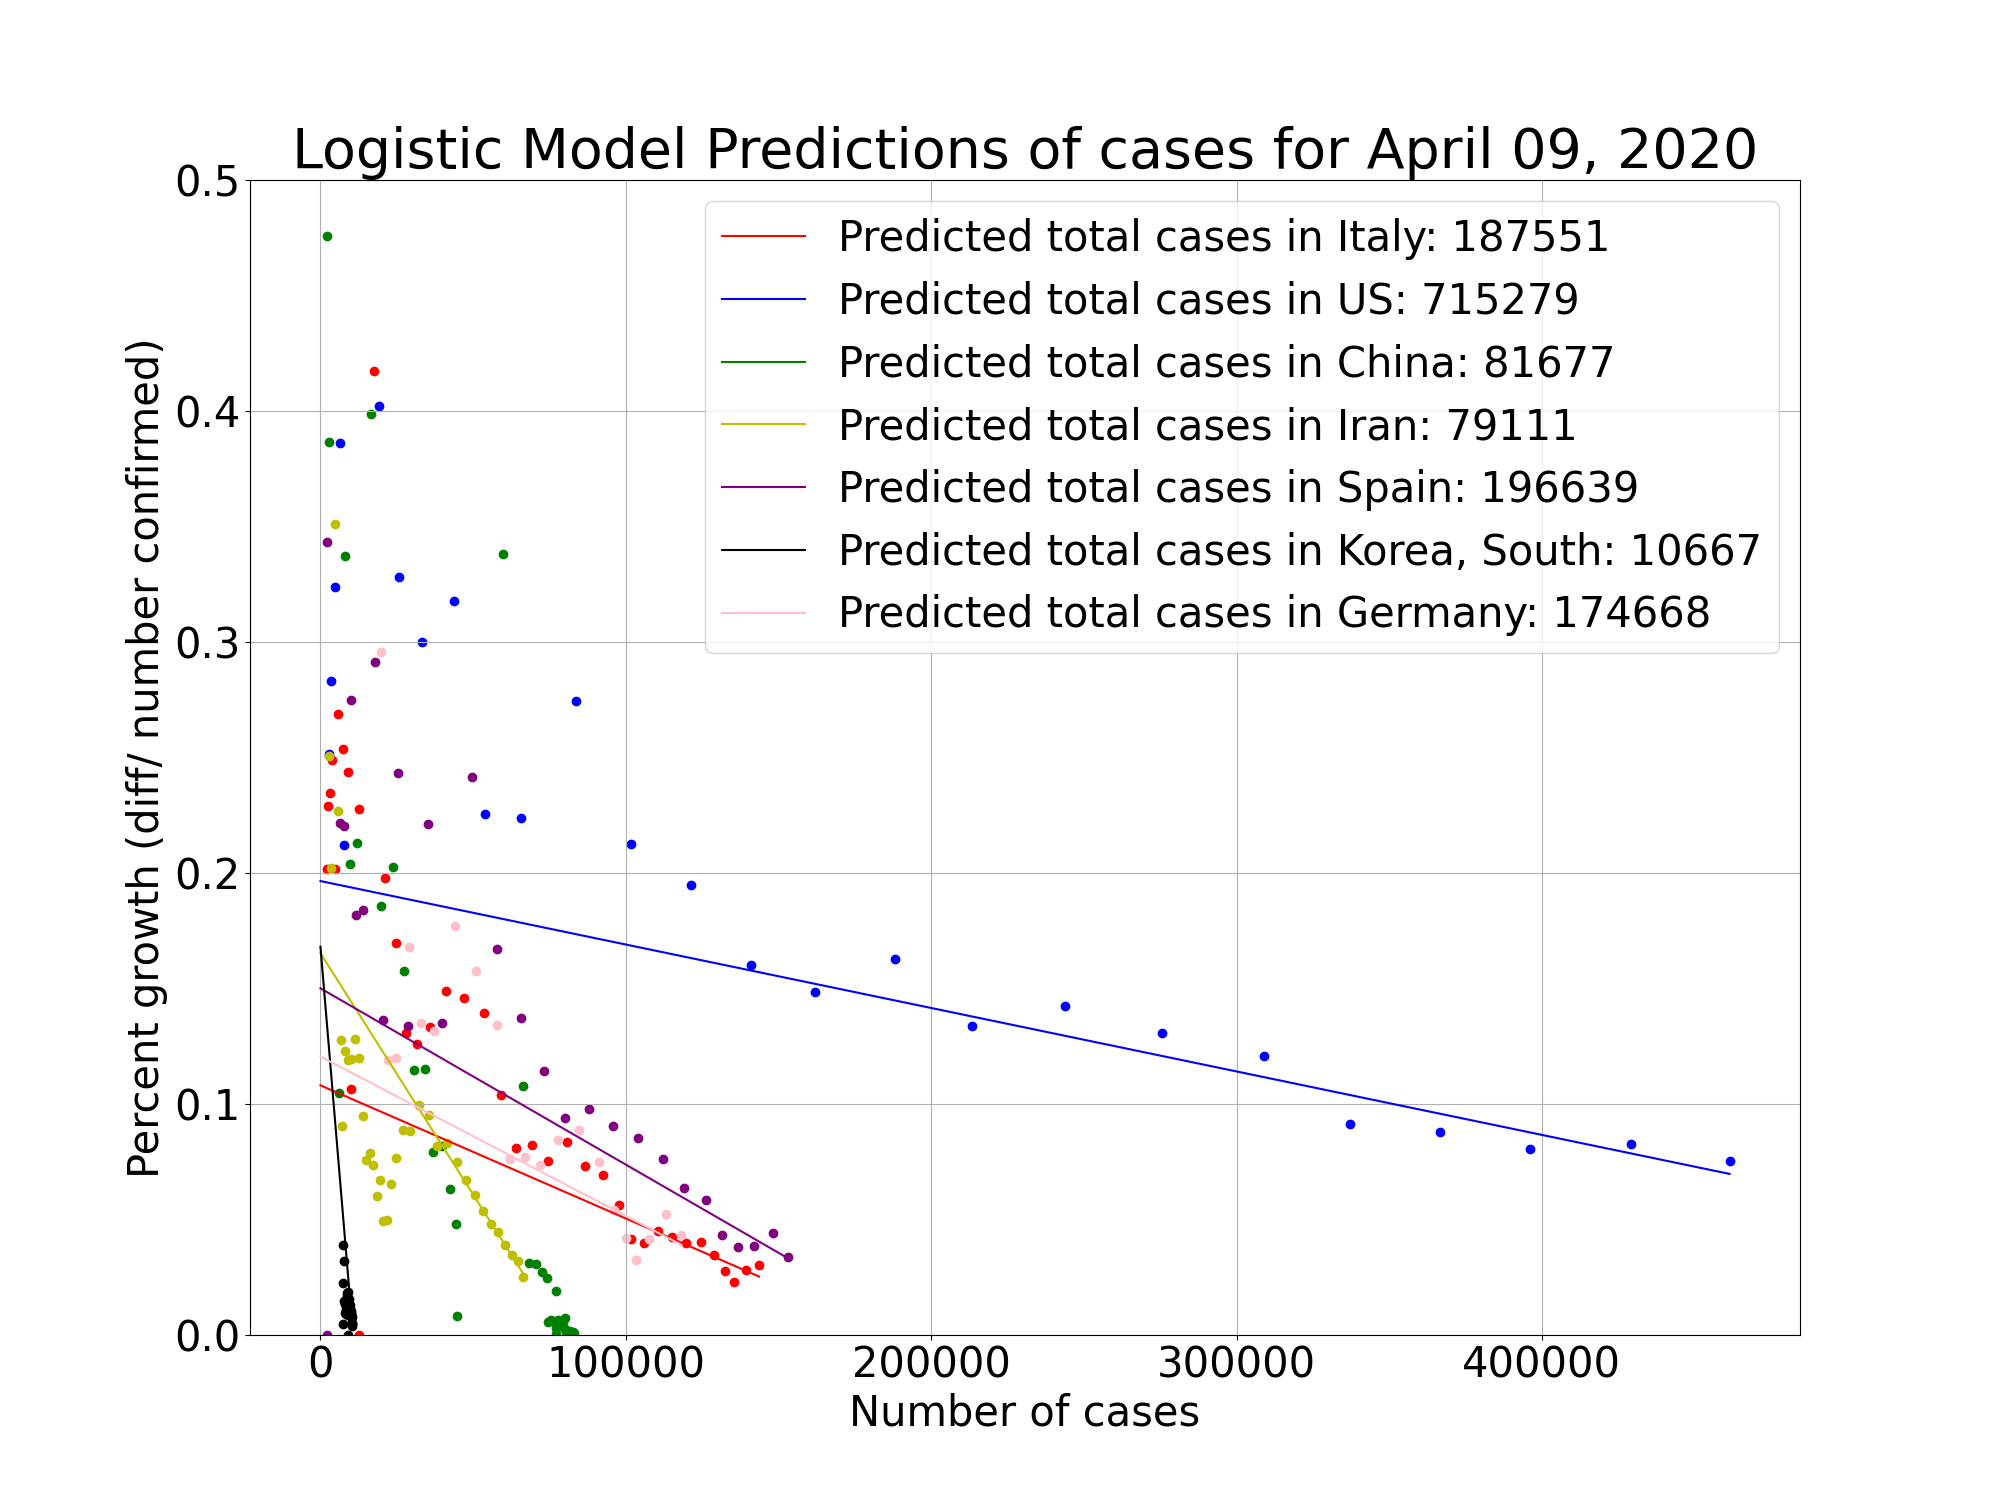 Logistic Model Predictions of cases for April 09, 2020
0.5
0.4
0.3
0.2
0.1
0.0
Percent growth (diff/ number confirmed)
Predicted total cases in Italy: 187551
Predicted total cases in US: 715279
Predicted total cases in China: 81677
Predicted total cases in Iran: 79111
Predicted total cases in Spain: 196639
Predicted total cases in Korea, South: 10667
Predicted total cases in Germany: 174668
0 100000 200000 300000 400000
Number of cases